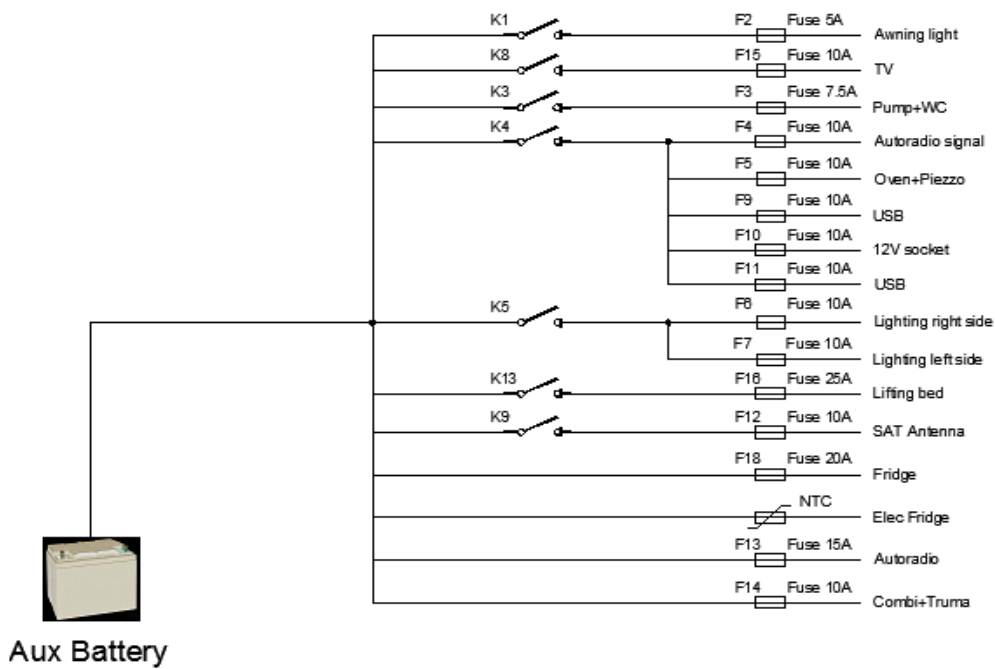 K1 F2 Fuse 5A Awning light
K8 F15 Fuse 10A TV
K3 F3 Fuse 7.5A Pump+WC
K4 F4 Fuse 10A Autoradio signal
F5 Fuse 10A Oven+Piezzo
F9 Fuse 10A USB
F10 Fuse 10A 12V socket
F11 Fuse 10A USB
K5 F6 Fuse 10A Lighting right side
F7 Fuse 10A Lighting left side
K13 F16 Fuse 25A Lifting bed
K9 F12 Fuse 10A SAT Antenna
F18 Fuse 20A Fridge
NTC Elec Fridge
F13 Fuse 15A Autoradio
F14 Fuse 10A Combi+Truma
Aux Battery